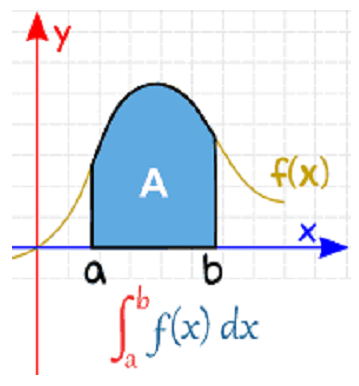 y
A
f(x)
x
a b
∫ₐᵇ f(x) dx